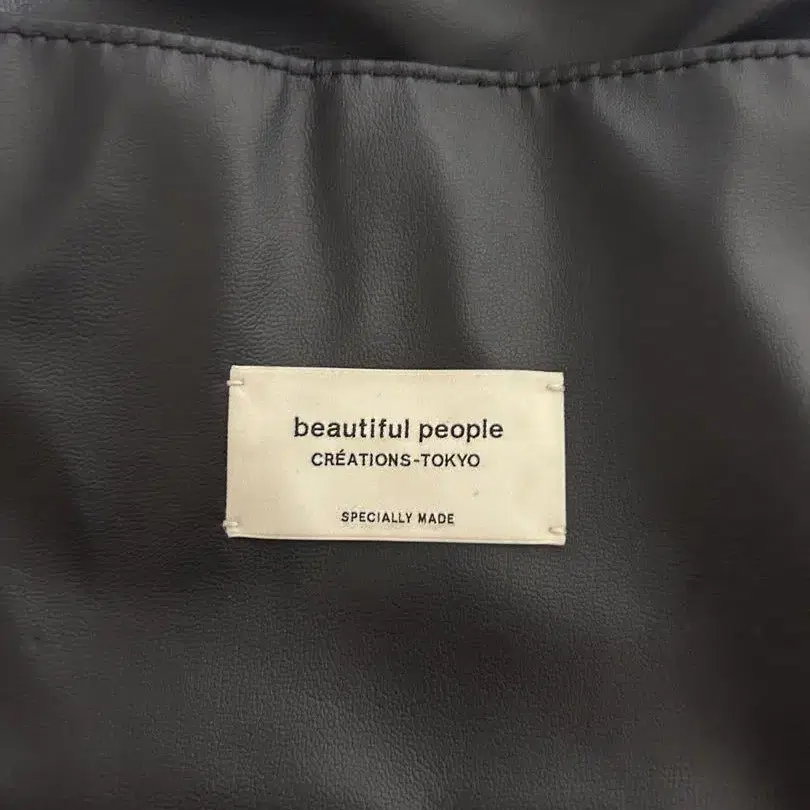 beautiful people
CRÉATIONS-TOKYO
SPECIALLY MADE